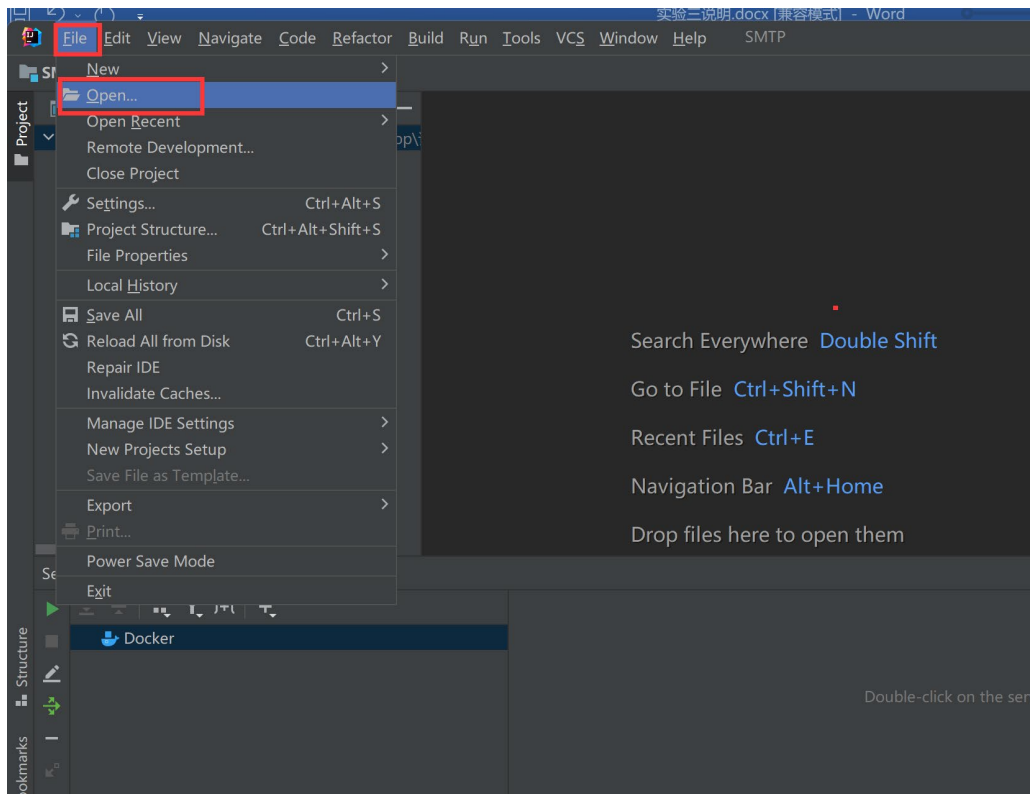 实验三说明.docx [兼容模式] - Word
File Edit View Navigate Code Refactor Build Run Tools VCS Window Help SMTP
New
Open...
Open Recent
Remote Development...
Close Project
Settings... Ctrl+Alt+S
Project Structure... Ctrl+Alt+Shift+S
File Properties
Local History
Save All Ctrl+S
Reload All from Disk Ctrl+Alt+Y
Repair IDE
Invalidate Caches...
Manage IDE Settings
New Projects Setup
Save File as Template...
Export
Print...
Power Save Mode
Exit
Project
Search Everywhere Double Shift
Go to File Ctrl+Shift+N
Recent Files Ctrl+E
Navigation Bar Alt+Home
Drop files here to open them
Se
Docker
Double-click on the ser
Structure
ookmarks